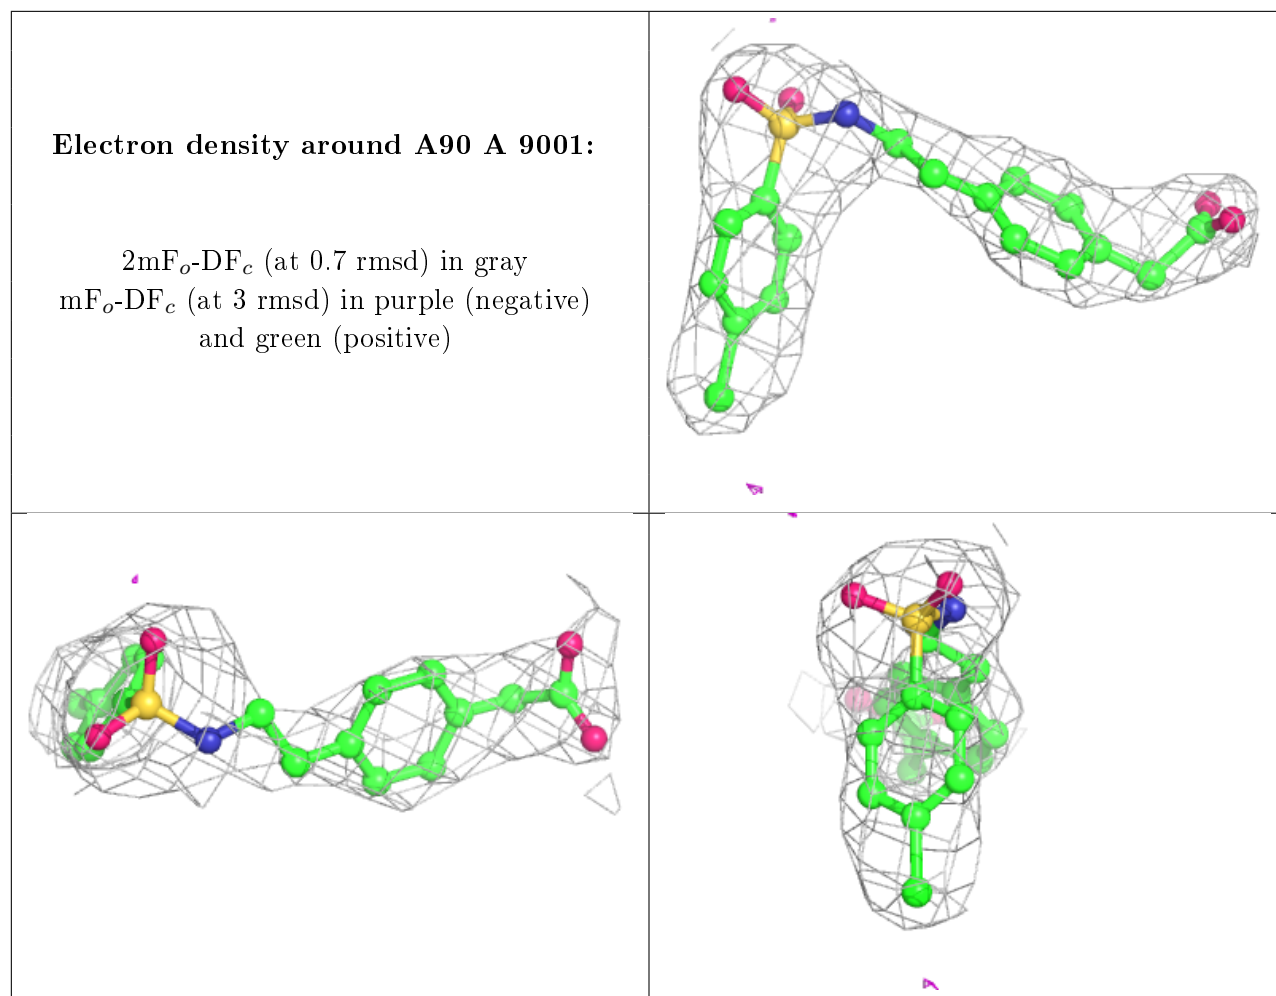 Electron density around A90 A 9001:
2mFo-DFc (at 0.7 rmsd) in gray
mFo-DFc (at 3 rmsd) in purple (negative)
and green (positive)